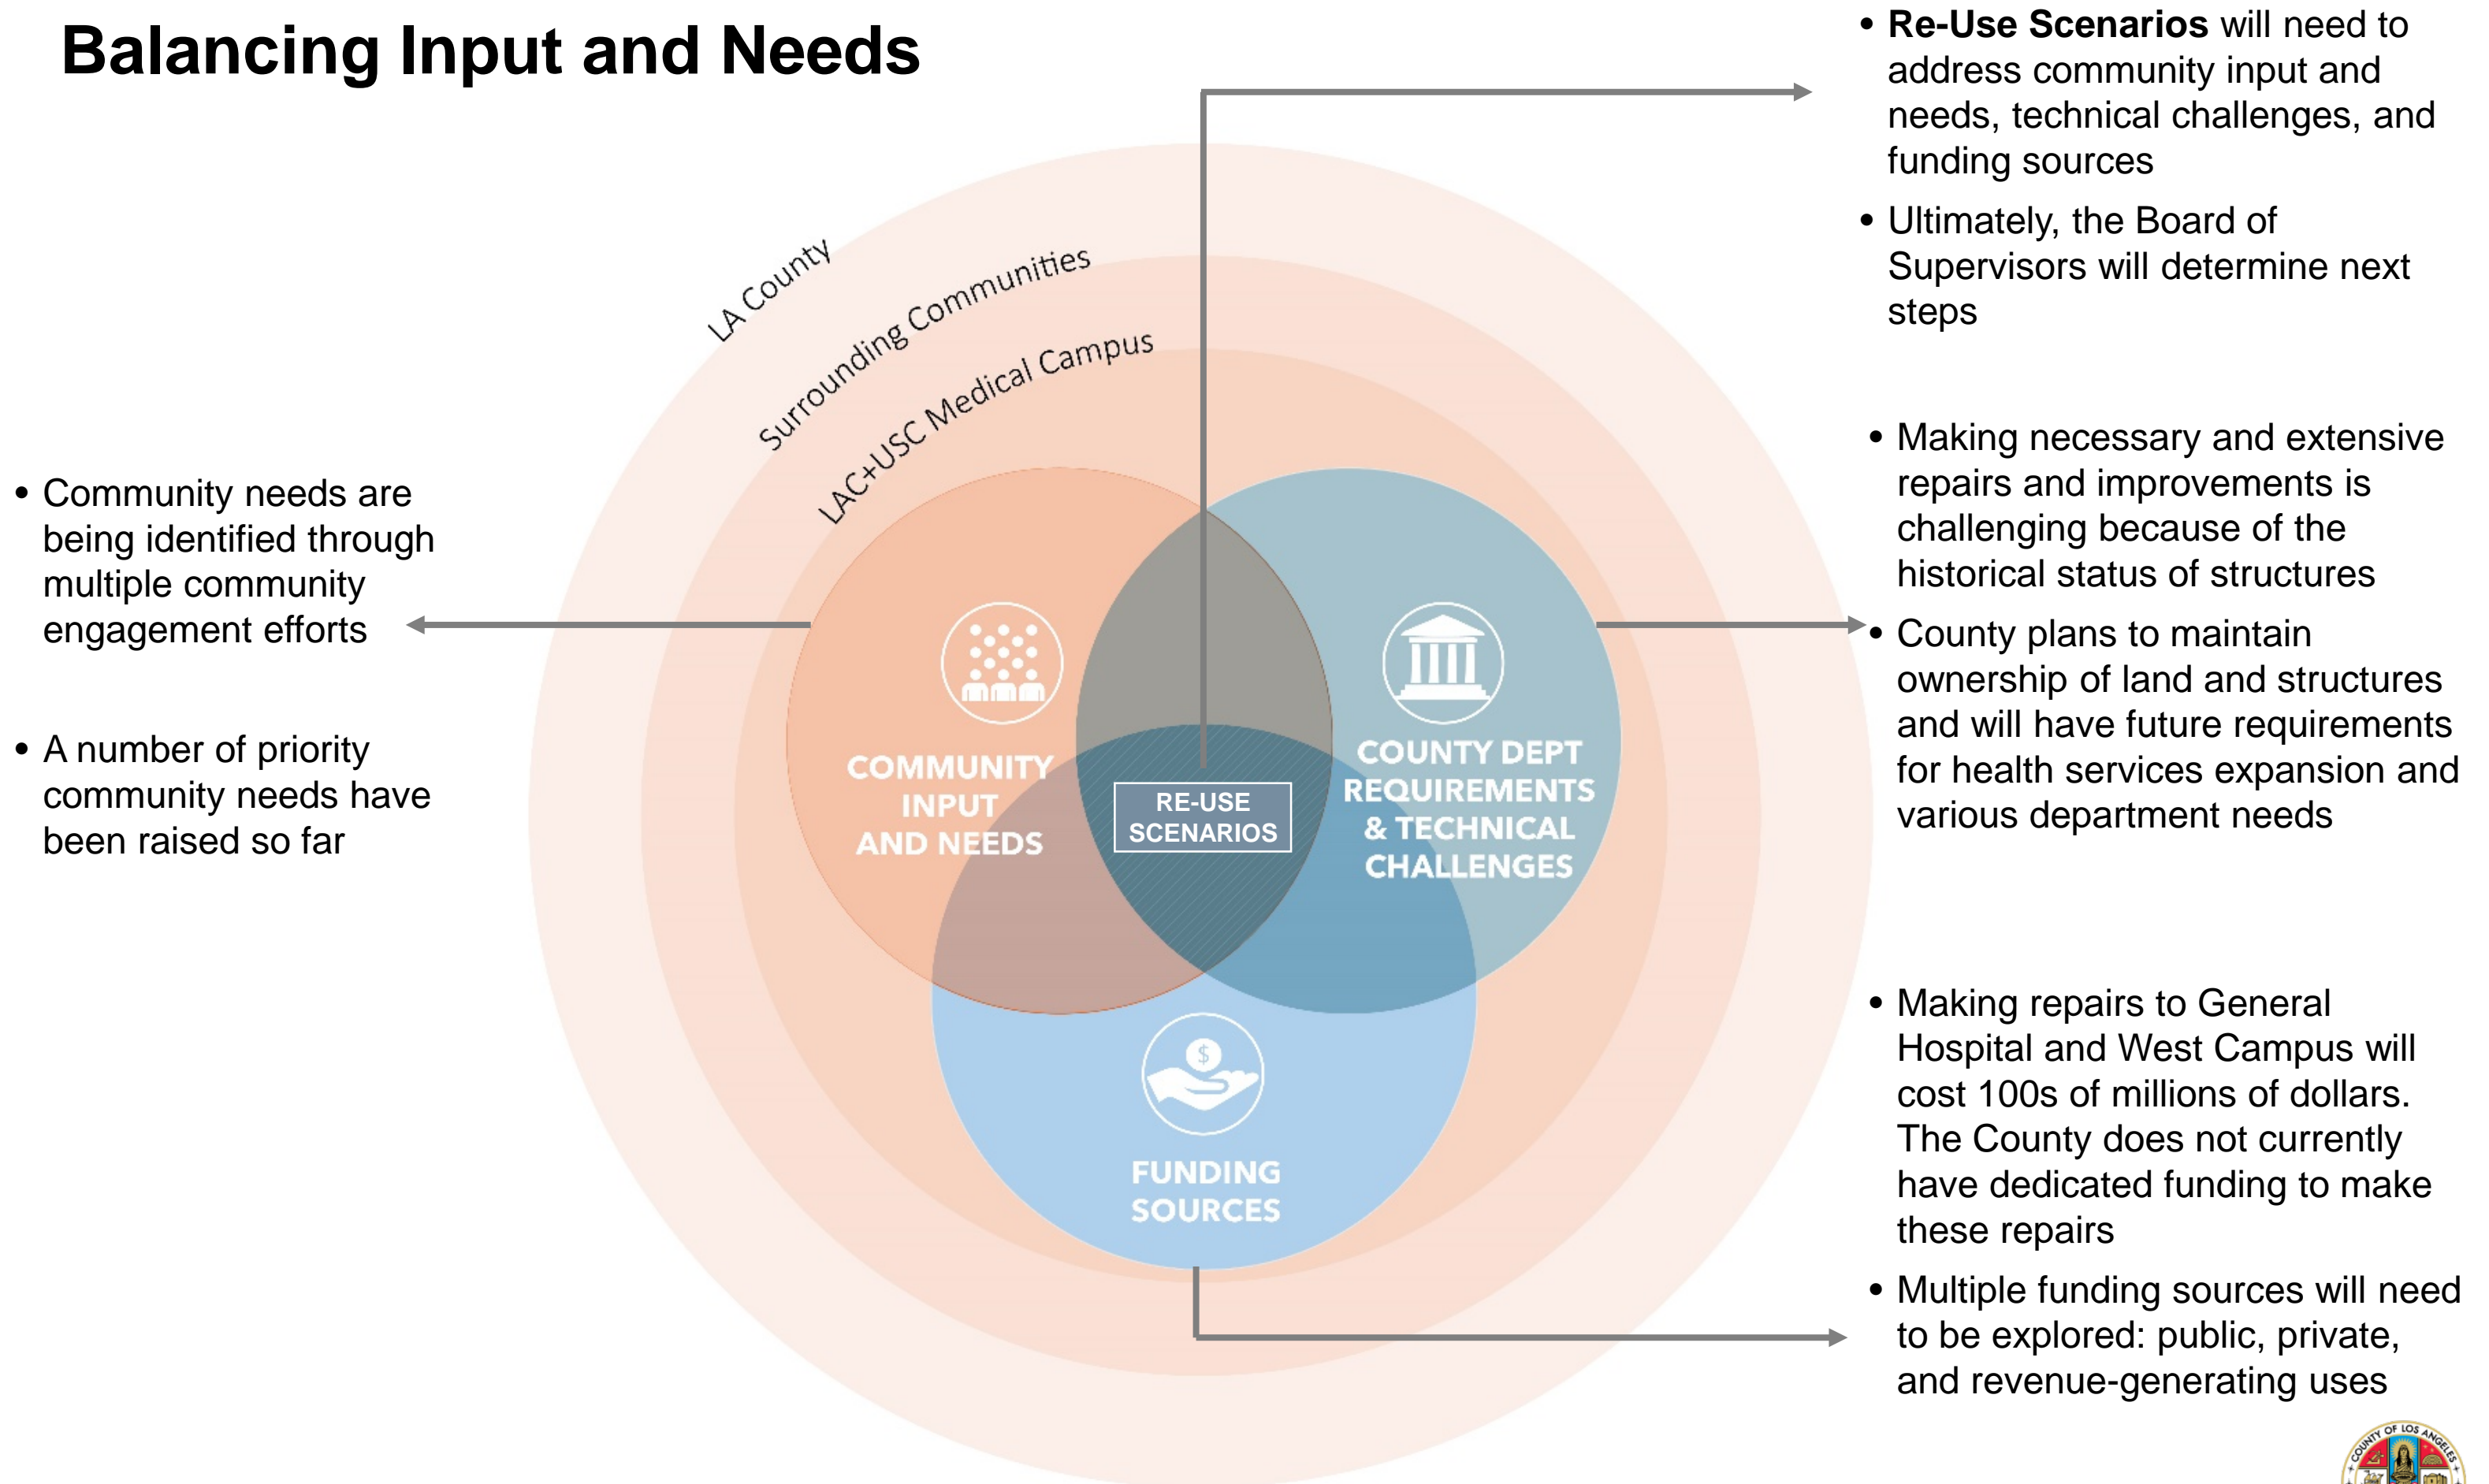 Balancing Input and Needs
• Re-Use Scenarios will need to
address community input and
needs, technical challenges, and
funding sources
• Ultimately, the Board of
Supervisors will determine next
steps
LA County
Surrounding Communities
LAC+USC Medical Campus
• Community needs are
being identified through
multiple community
engagement efforts
• A number of priority
community needs have
been raised so far
COMMUNITY
INPUT
AND NEEDS
RE-USE
SCENARIOS
COUNTY DEPT
REQUIREMENTS
& TECHNICAL
CHALLENGES
• Making necessary and extensive
repairs and improvements is
challenging because of the
historical status of structures
• County plans to maintain
ownership of land and structures
and will have future requirements
for health services expansion and
various department needs
$
FUNDING
SOURCES
• Making repairs to General
Hospital and West Campus will
cost 100s of millions of dollars.
The County does not currently
have dedicated funding to make
these repairs
• Multiple funding sources will need
to be explored: public, private,
and revenue-generating uses
COUNTY OF LOS ANGELES